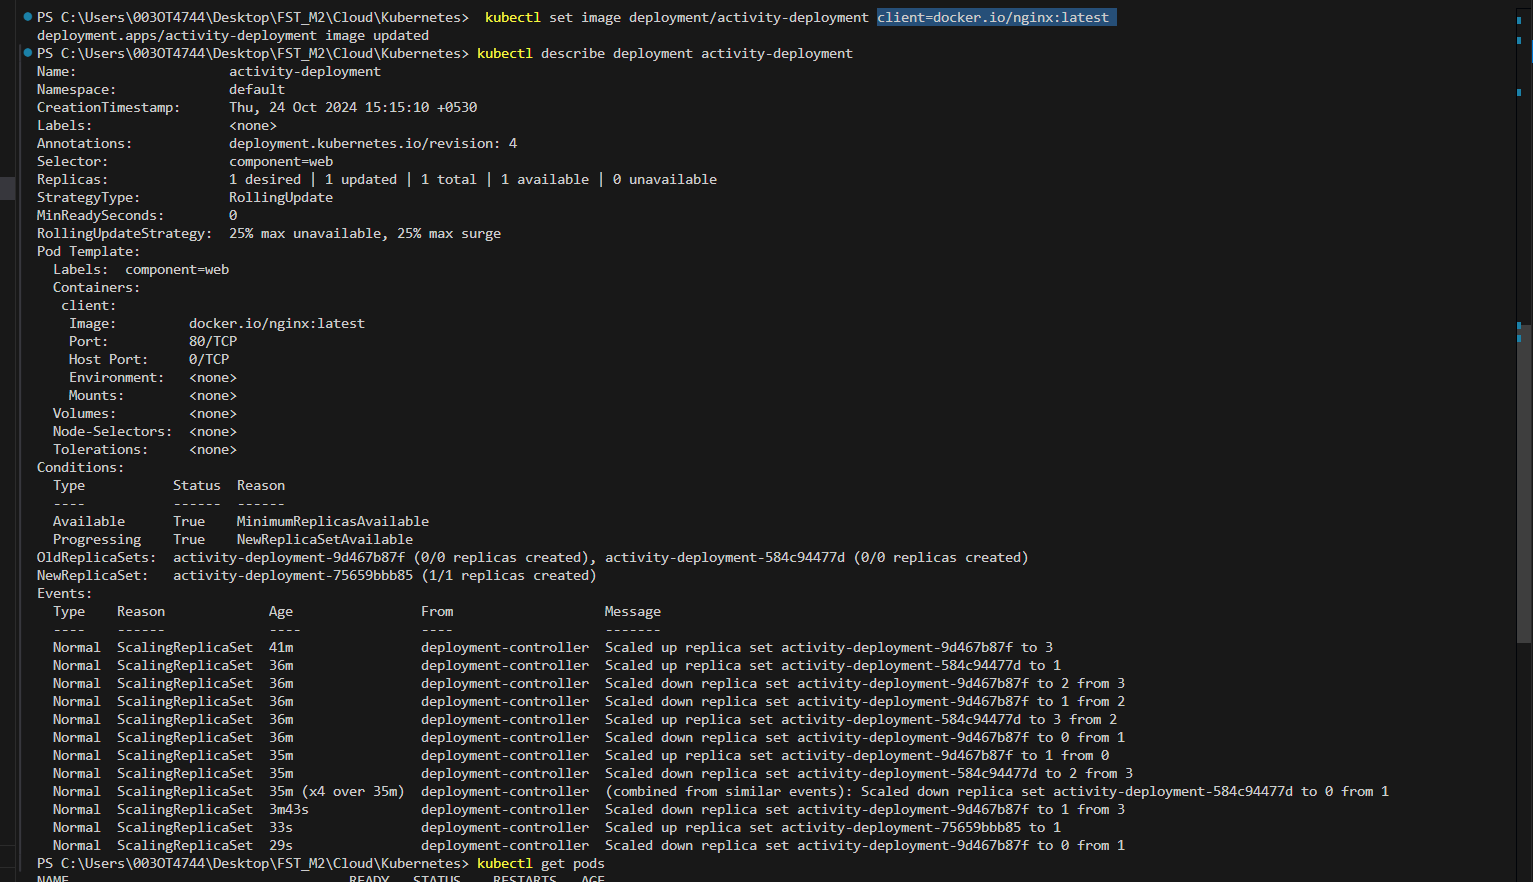 PS C:\Users\003OT4744\Desktop\FST_M2\Cloud\Kubernetes>  kubectl set image deployment/activity-deployment client=docker.io/nginx:latest
deployment.apps/activity-deployment image updated
PS C:\Users\003OT4744\Desktop\FST_M2\Cloud\Kubernetes> kubectl describe deployment activity-deployment
Name:                   activity-deployment
Namespace:              default
CreationTimestamp:      Thu, 24 Oct 2024 15:15:10 +0530
Labels:                 <none>
Annotations:            deployment.kubernetes.io/revision: 4
Selector:               component=web
Replicas:               1 desired | 1 updated | 1 total | 1 available | 0 unavailable
StrategyType:           RollingUpdate
MinReadySeconds:        0
RollingUpdateStrategy:  25% max unavailable, 25% max surge
Pod Template:
  Labels:  component=web
  Containers:
   client:
    Image:         docker.io/nginx:latest
    Port:          80/TCP
    Host Port:     0/TCP
    Environment:   <none>
    Mounts:        <none>
  Volumes:         <none>
  Node-Selectors:  <none>
  Tolerations:     <none>
Conditions:
  Type           Status  Reason
  ----           ------  ------
  Available      True    MinimumReplicasAvailable
  Progressing    True    NewReplicaSetAvailable
OldReplicaSets:  activity-deployment-9d467b87f (0/0 replicas created), activity-deployment-584c94477d (0/0 replicas created)
NewReplicaSet:   activity-deployment-75659bbb85 (1/1 replicas created)
Events:
  Type    Reason             Age                From                   Message
  ----    ------             ----               ----                   -------
  Normal  ScalingReplicaSet  41m                deployment-controller  Scaled up replica set activity-deployment-9d467b87f to 3
  Normal  ScalingReplicaSet  36m                deployment-controller  Scaled up replica set activity-deployment-584c94477d to 1
  Normal  ScalingReplicaSet  36m                deployment-controller  Scaled down replica set activity-deployment-9d467b87f to 2 from 3
  Normal  ScalingReplicaSet  36m                deployment-controller  Scaled down replica set activity-deployment-9d467b87f to 1 from 2
  Normal  ScalingReplicaSet  36m                deployment-controller  Scaled up replica set activity-deployment-584c94477d to 3 from 2
  Normal  ScalingReplicaSet  36m                deployment-controller  Scaled down replica set activity-deployment-9d467b87f to 0 from 1
  Normal  ScalingReplicaSet  35m                deployment-controller  Scaled up replica set activity-deployment-9d467b87f to 1 from 0
  Normal  ScalingReplicaSet  35m                deployment-controller  Scaled down replica set activity-deployment-584c94477d to 2 from 3
  Normal  ScalingReplicaSet  35m (x4 over 35m)  deployment-controller  (combined from similar events): Scaled down replica set activity-deployment-584c94477d to 0 from 1
  Normal  ScalingReplicaSet  3m43s              deployment-controller  Scaled down replica set activity-deployment-9d467b87f to 1 from 3
  Normal  ScalingReplicaSet  33s                deployment-controller  Scaled up replica set activity-deployment-75659bbb85 to 1
  Normal  ScalingReplicaSet  29s                deployment-controller  Scaled down replica set activity-deployment-9d467b87f to 0 from 1
PS C:\Users\003OT4744\Desktop\FST_M2\Cloud\Kubernetes> kubectl get pods
NAME                                   READY   STATUS    RESTARTS   AGE